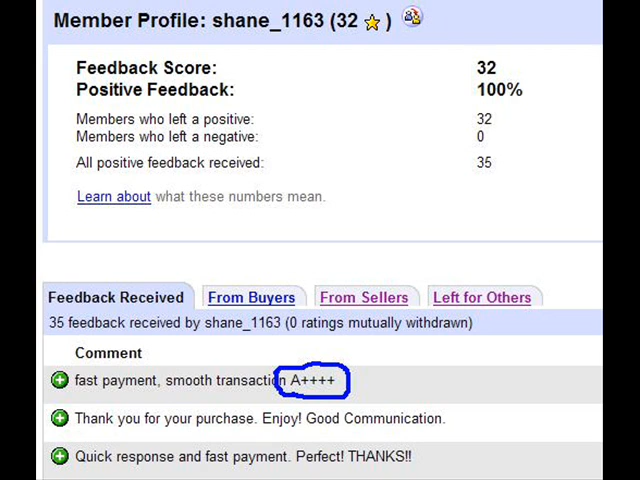 Member Profile: shane_1163 (32 )
Feedback Score: 32
Positive Feedback: 100%
Members who left a positive: 32
Members who left a negative: 0
All positive feedback received: 35
Learn about what these numbers mean.
Feedback Received From Buyers From Sellers Left for Others
35 feedback received by shane_1163 (0 ratings mutually withdrawn)
Comment
fast payment, smooth transaction A++++
Thank you for your purchase. Enjoy! Good Communication.
Quick response and fast payment. Perfect! THANKS!!